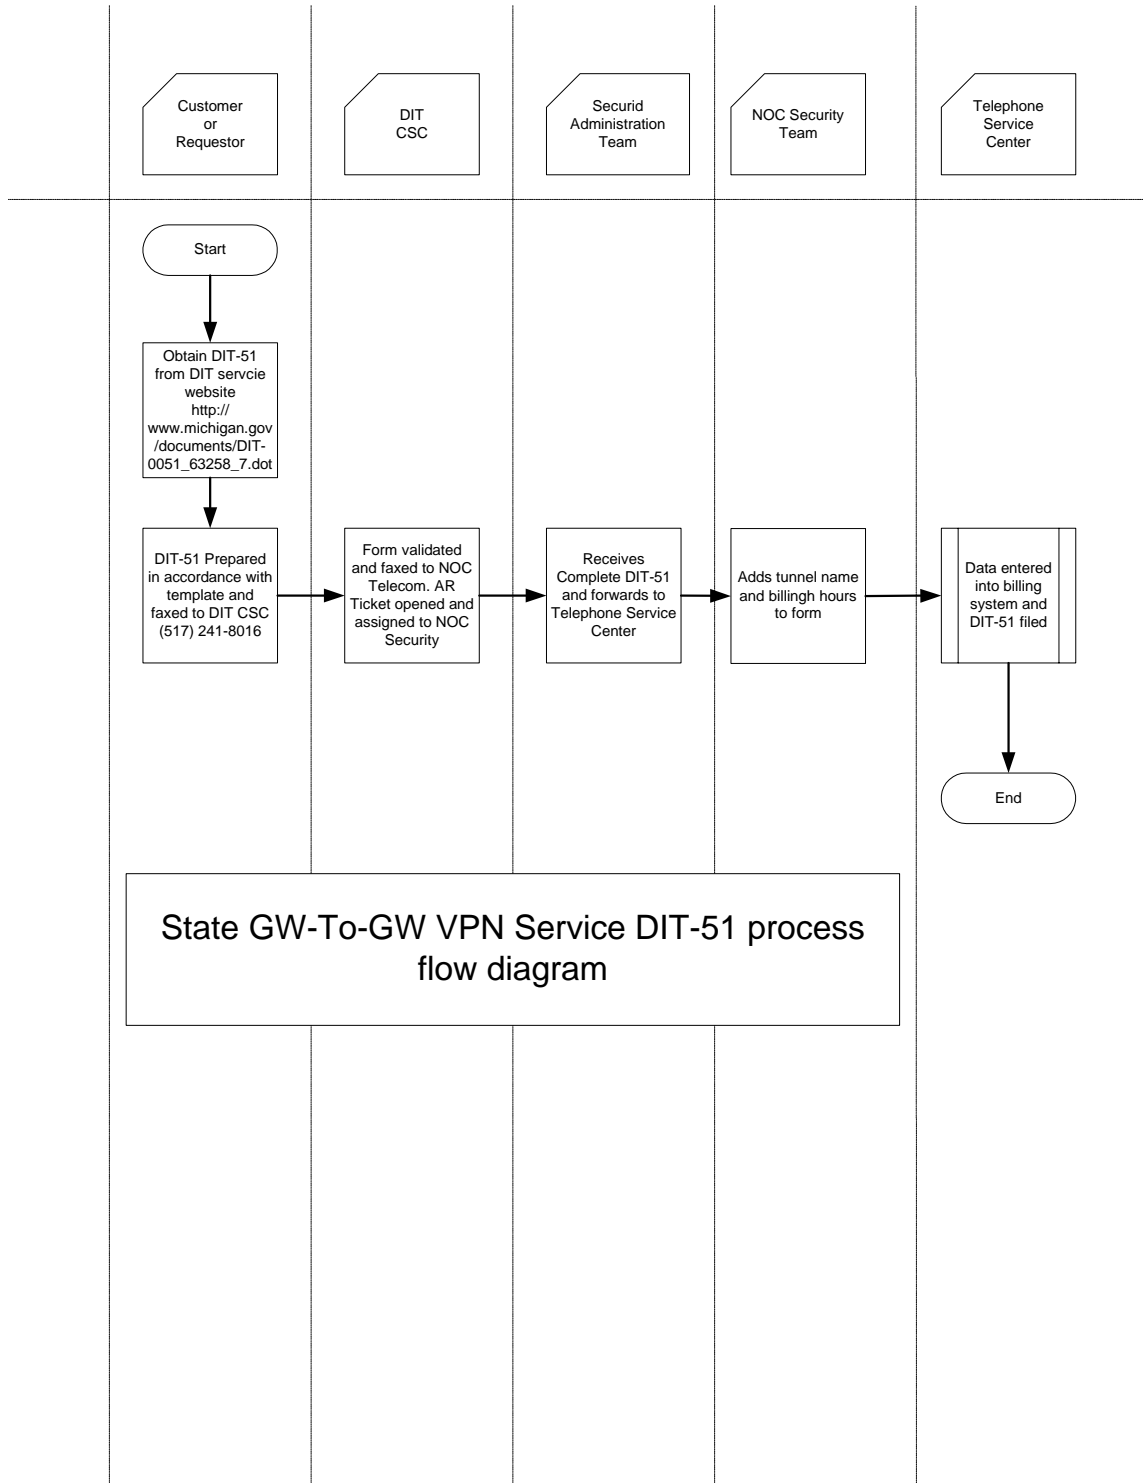 Customer
or
Requestor
DIT
CSC
Securid
Administration
Team
NOC Security
Team
Telephone
Service
Center
Start
Obtain DIT-51
from DIT servcie
website
http://
www.michigan.gov
/documents/DIT-
0051_63258_7.dot
DIT-51 Prepared
in accordance with
template and
faxed to DIT CSC
(517) 241-8016
Form validated
and faxed to NOC
Telecom. AR
Ticket opened and
assigned to NOC
Security
Receives
Complete DIT-51
and forwards to
Telephone Service
Center
Adds tunnel name
and billingh hours
to form
Data entered
into billing
system and
DIT-51 filed
End
State GW-To-GW VPN Service DIT-51 process
flow diagram